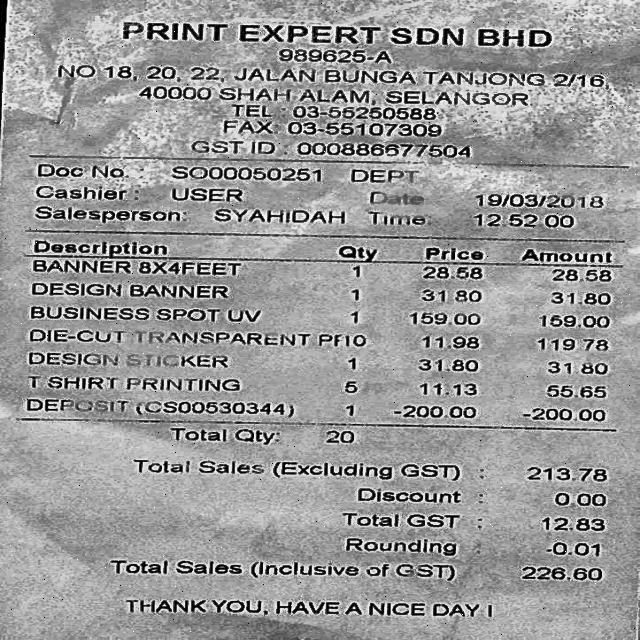 PRINT EXPERT SDN BHD
989625-A
NO 18, 20, 22, JALAN BUNGA TANJONG 2/16,
40000 SHAH ALAM, SELANGOR
TEL : 03-55250588
FAX: 03-55107309
GST ID : 000886677504
Doc No. : SO00050251 DEPT
Cashier : USER Date 19/03/2018
Salesperson: SYAHIDAH Time: 12:52:00
Description Qty Price Amount
BANNER 8X4FEET 1 28.58 28.58
DESIGN BANNER 1 31.80 31.80
BUSINESS SPOT UV 1 159.00 159.00
DIE-CUT TRANSPARENT PF10 11.98 119.78
DESIGN STICKER 1 31.80 31.80
T SHIRT PRINTING 5 11.13 55.65
DEPOSIT (CS00530344) 1 -200.00 -200.00
Total Qty: 20
Total Sales (Excluding GST) : 213.78
Discount : 0.00
Total GST : 12.83
Rounding : -0.01
Total Sales (Inclusive of GST) : 226.60
THANK YOU, HAVE A NICE DAY !